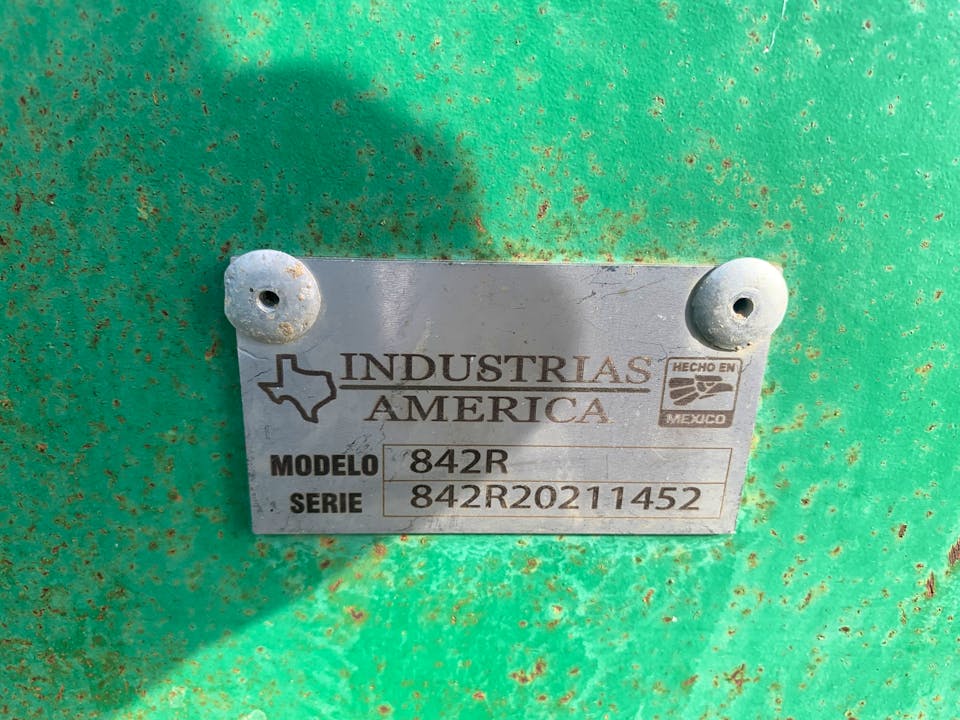 INDUSTRIAS
AMERICA
HECHO EN
MEXICO
MODELO 842R
SERIE 842R20211452